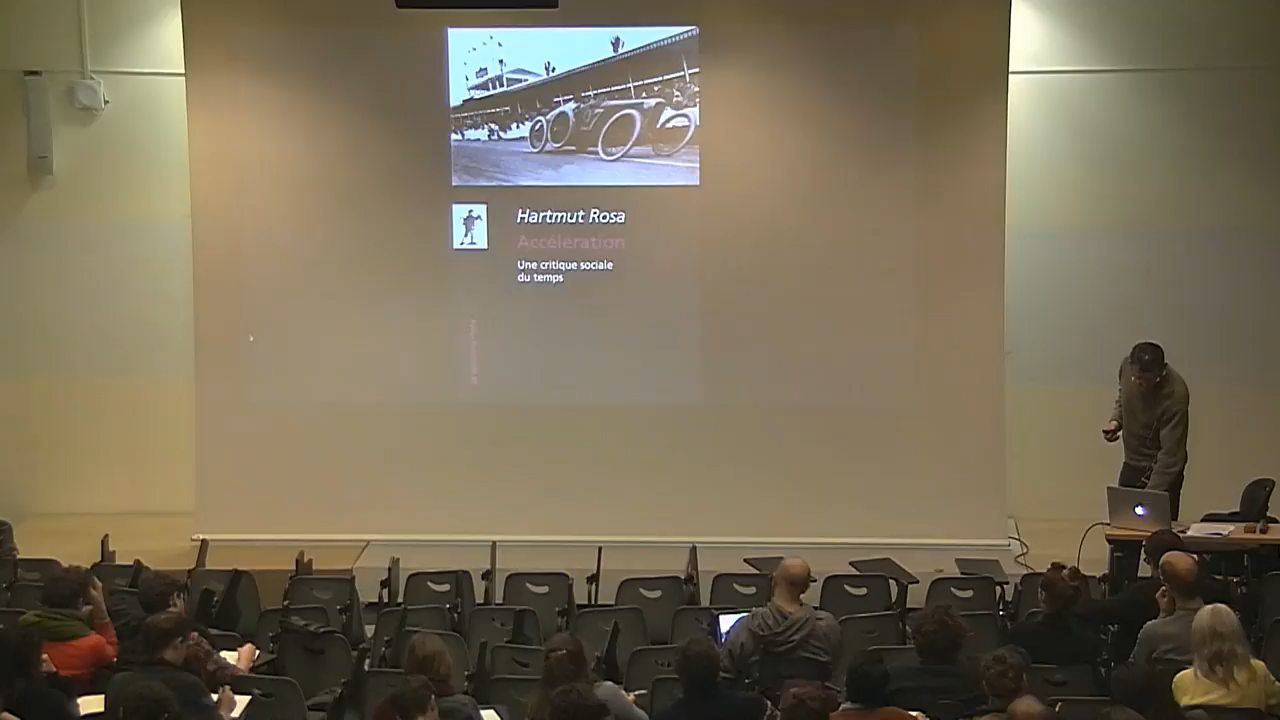 Hartmut Rosa
Accélération
Une critique sociale
du temps